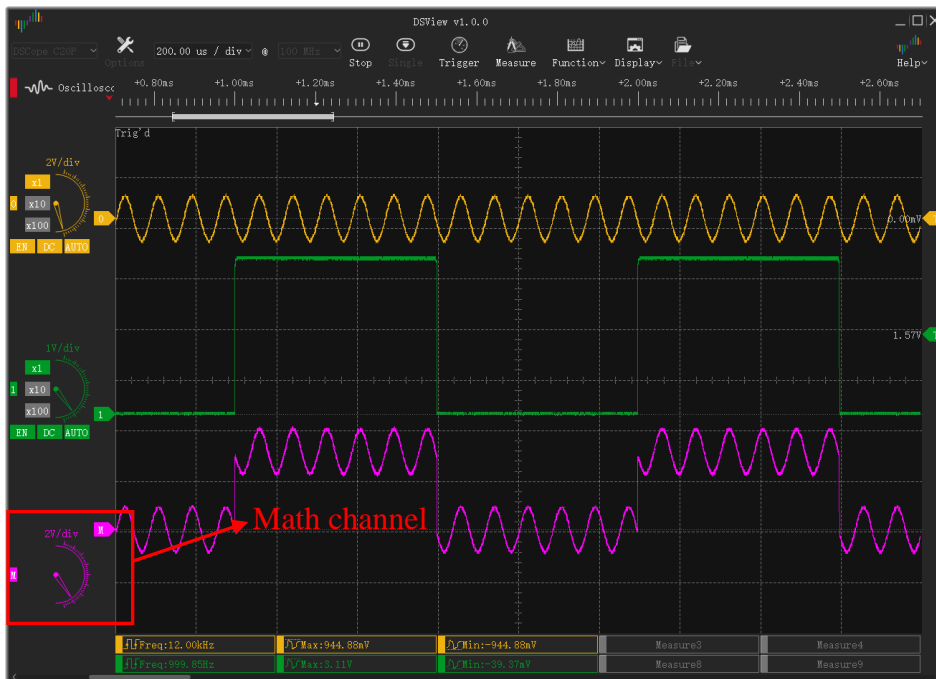 DSView v1.0.0
DSCope C20P
200.00 us / div
@
100 MHz
Options
Stop
Single
Trigger
Measure
Function
Display
File
Help
Oscillosco
+0.80ms
+1.00ms
+1.20ms
+1.40ms
+1.60ms
+1.80ms
+2.00ms
+2.20ms
+2.40ms
+2.60ms
Trig'd
2V/div
x1
0
x10
x100
EN DC AUTO
0
0.00mV
T
1V/div
x1
1
x10
x100
EN DC AUTO
1
1.57V
T
2V/div
M
M
Math channel
Freq:12.00kHz
Max:944.88mV
Min:-944.88mV
Measure3
Measure4
Freq:999.85Hz
Max:3.11V
Min:-39.37mV
Measure8
Measure9